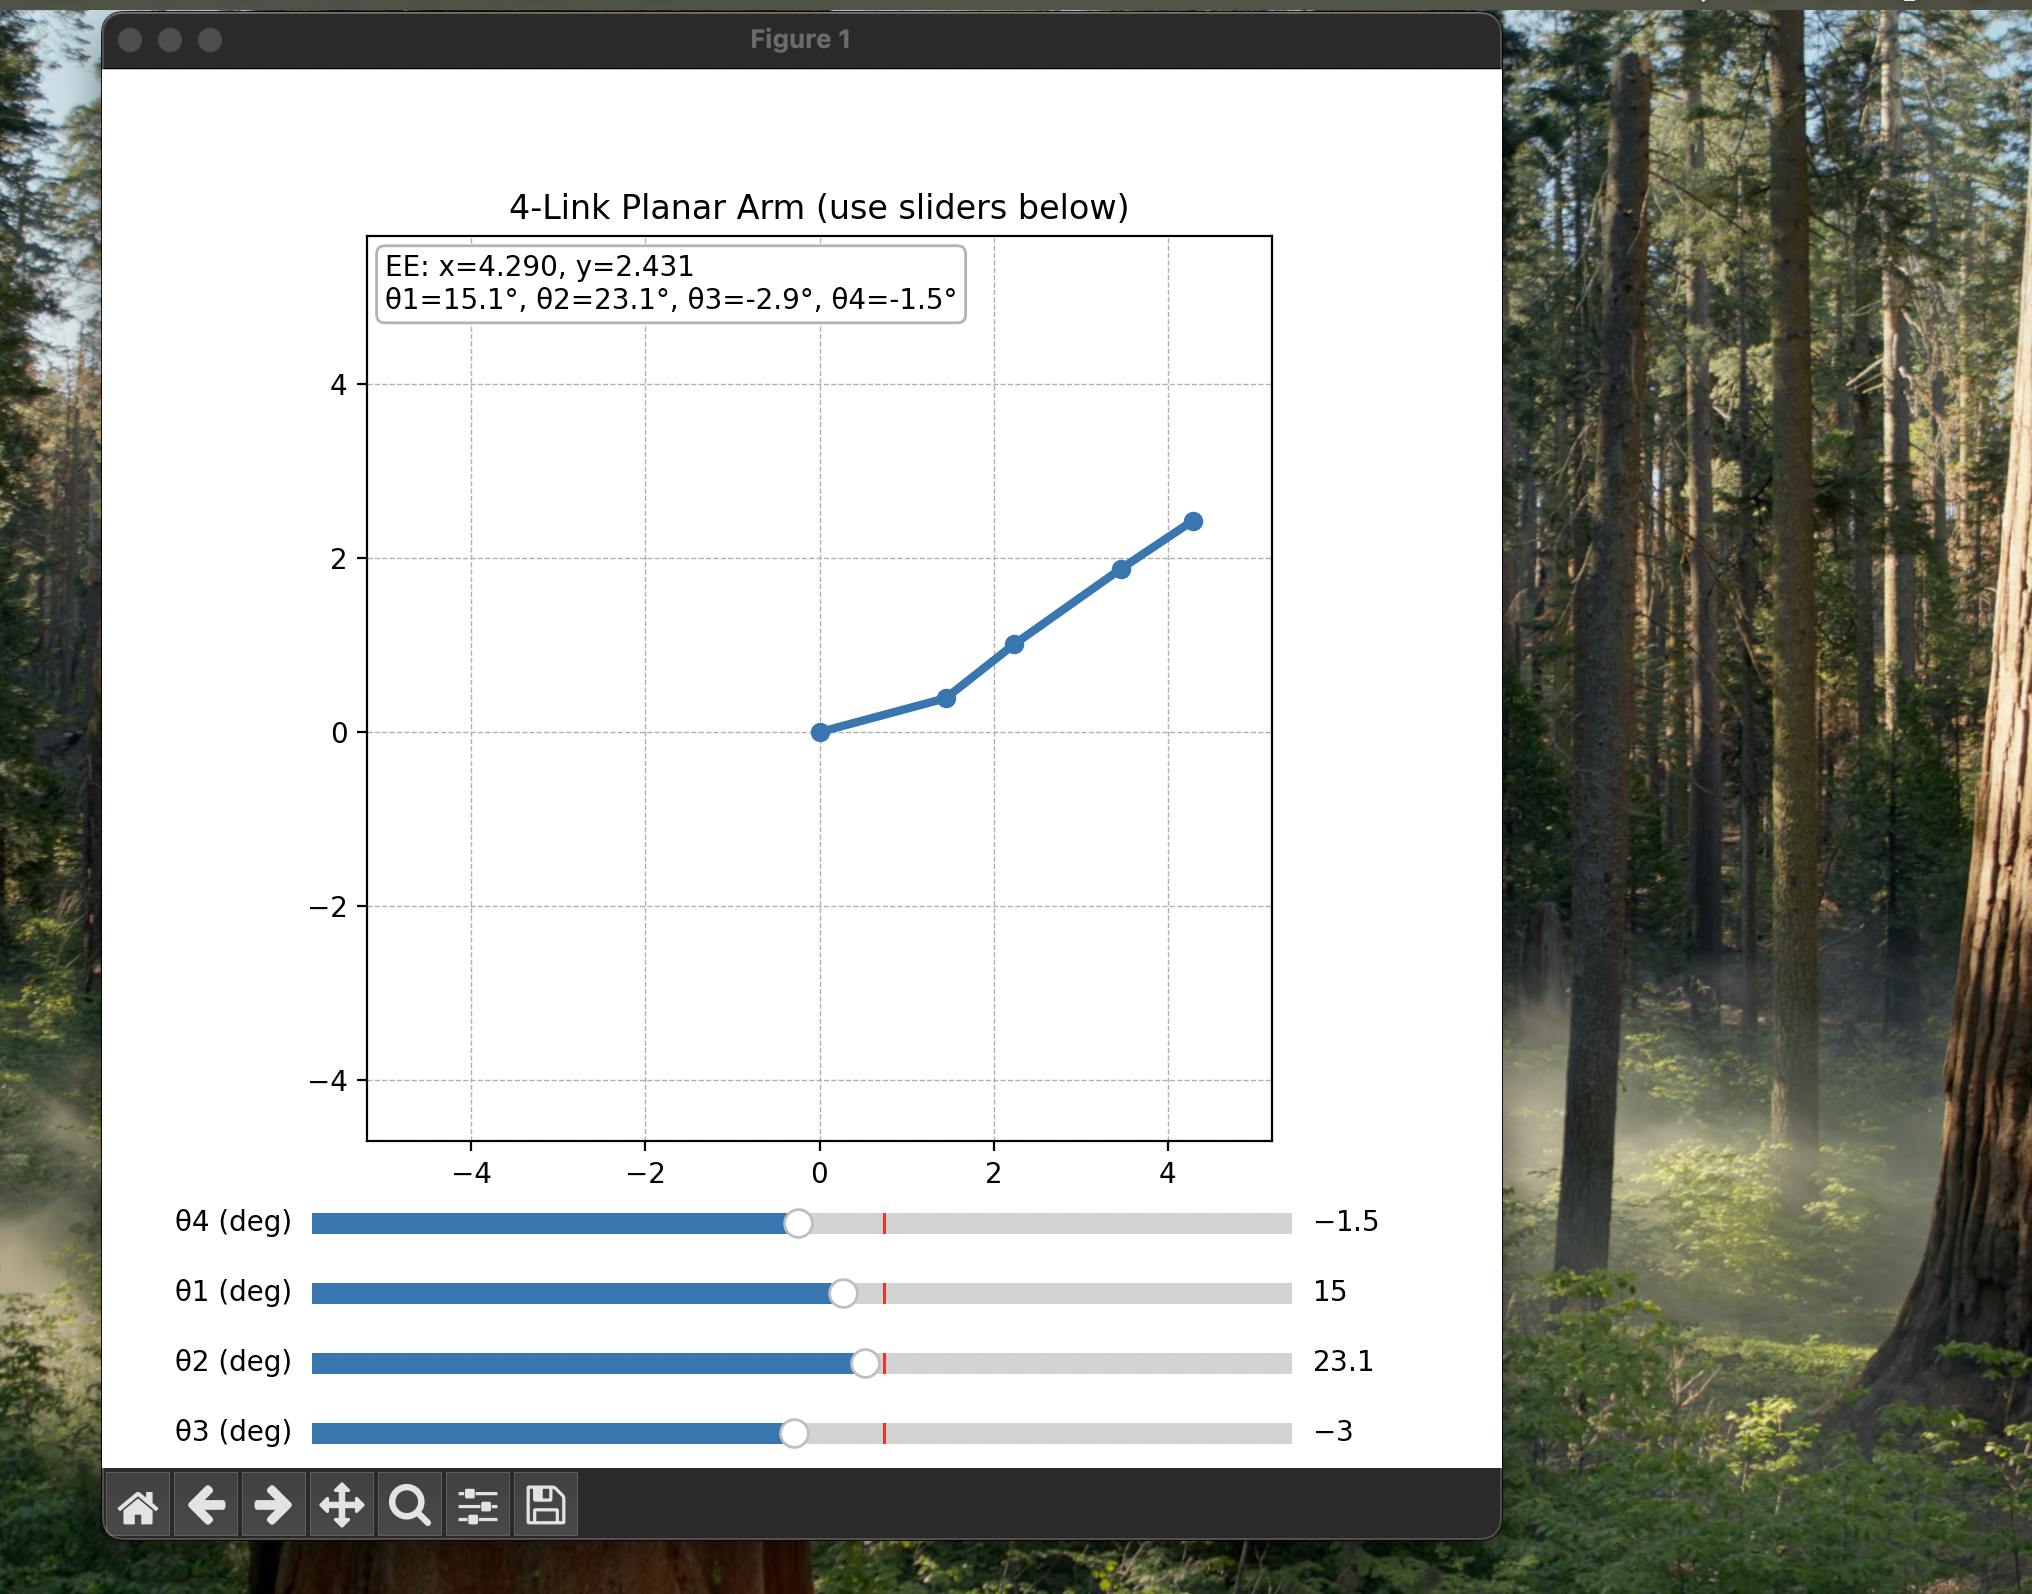 Figure 1
4-Link Planar Arm (use sliders below)
EE: x=4.290, y=2.431
θ1=15.1°, θ2=23.1°, θ3=-2.9°, θ4=-1.5°
4
2
0
−2
−4
−4 −2 0 2 4
θ4 (deg) −1.5
θ1 (deg) 15
θ2 (deg) 23.1
θ3 (deg) −3